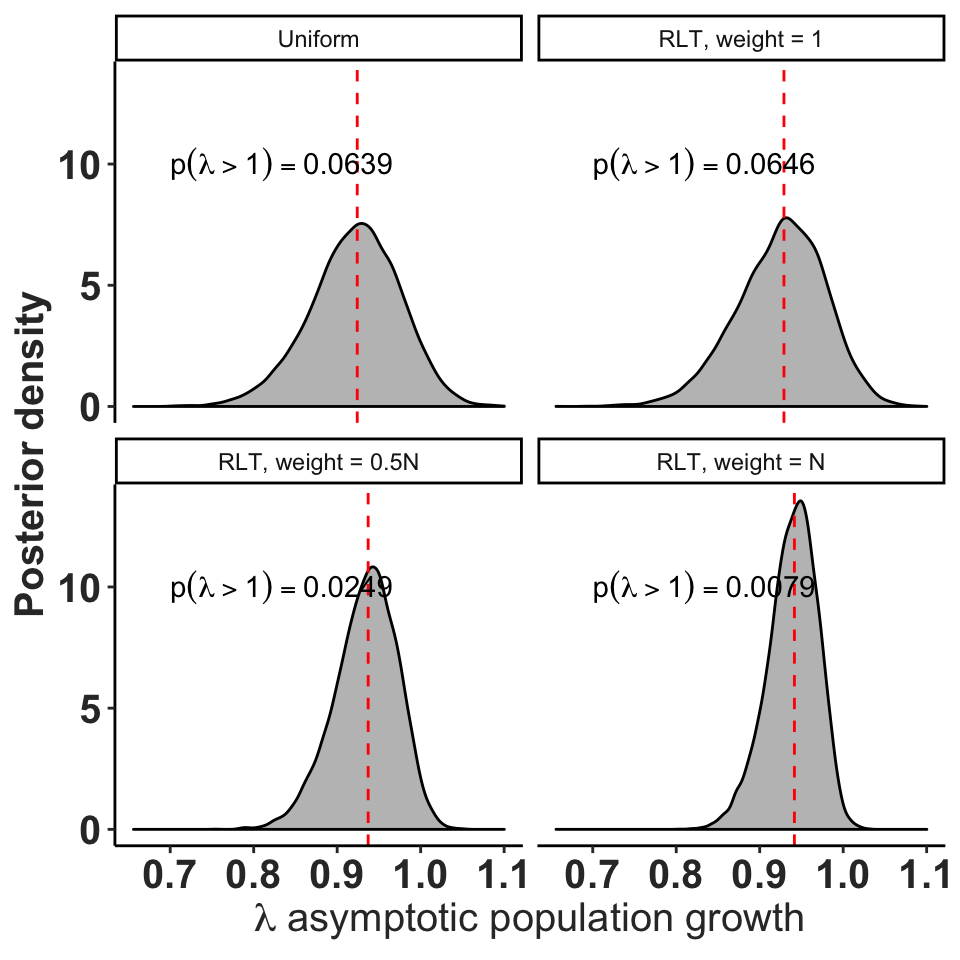 Uniform
RLT, weight = 1
p(λ > 1) = 0.0639
p(λ > 1) = 0.0646
10
5
0
RLT, weight = 0.5N
RLT, weight = N
p(λ > 1) = 0.0249
p(λ > 1) = 0.0079
10
5
0
Posterior density
0.7 0.8 0.9 1.0 1.1 0.7 0.8 0.9 1.0 1.1
λ asymptotic population growth